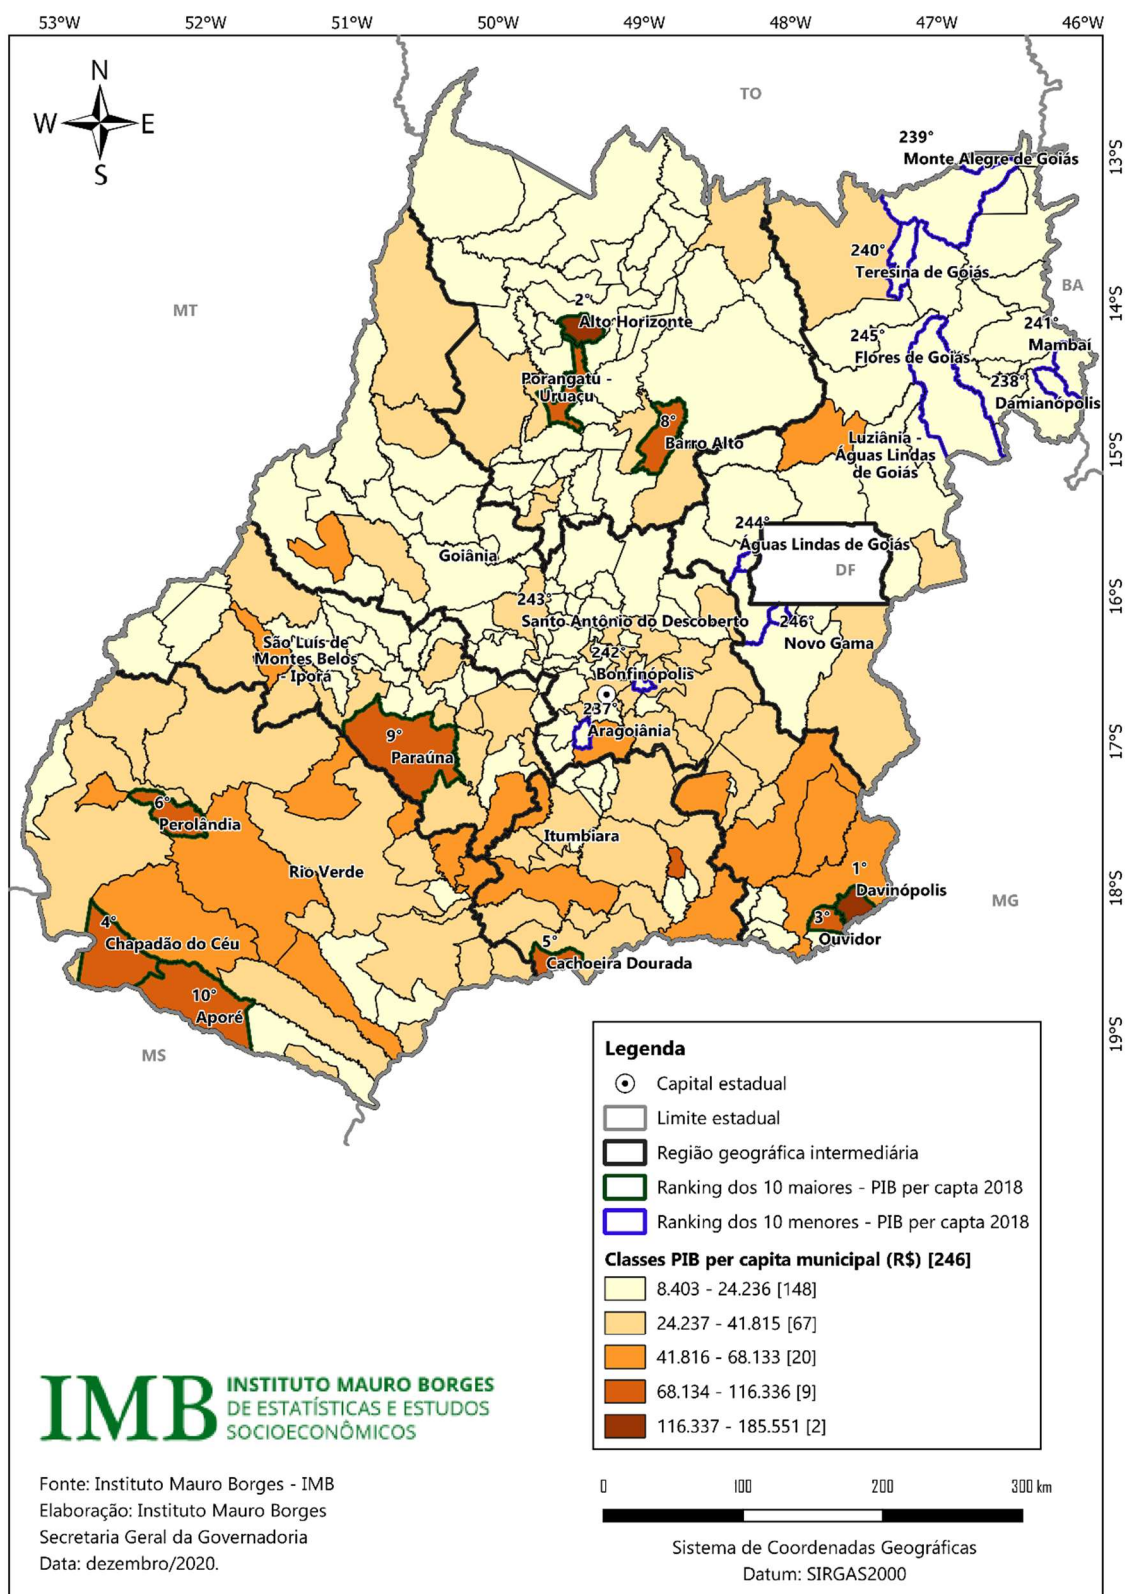 53°W 52°W 51°W 50°W 49°W 48°W 47°W 46°W
N
W E
S
TO
13°S
239°
Monte Alegre de Goiás
240°
Teresina de Goiás
BA
MT
14°S
2°
Alto Horizonte
245°
Flores de Goiás
241°
Mambaí
238°
Damianópolis
Porangatu -
Uruaçu
8°
Barro Alto
Luziânia -
Águas Lindas
de Goiás
15°S
244°
Águas Lindas de Goiás
DF
Goiânia
16°S
243°
Santo Antônio do Descoberto
246°
Novo Gama
São Luís de
Montes Belos
- Iporá
242°
Bonfinópolis
237°
Aragoiânia
17°S
9°
Paraúna
6°
Perolândia
Itumbiara
Rio Verde
1°
Davinópolis
18°S
MG
3°
Ouvidor
4°
Chapadão do Céu
5°
Cachoeira Dourada
10°
Aporé
19°S
MS
Legenda
Capital estadual
Limite estadual
Região geográfica intermediária
Ranking dos 10 maiores - PIB per capta 2018
Ranking dos 10 menores - PIB per capta 2018
Classes PIB per capita municipal (R$) [246]
8.403 - 24.236 [148]
24.237 - 41.815 [67]
41.816 - 68.133 [20]
68.134 - 116.336 [9]
116.337 - 185.551 [2]
IMB
INSTITUTO MAURO BORGES
DE ESTATÍSTICAS E ESTUDOS
SOCIOECONÔMICOS
Fonte: Instituto Mauro Borges - IMB
Elaboração: Instituto Mauro Borges
Secretaria Geral da Governadoria
Data: dezembro/2020.
0 100 200 300 km
Sistema de Coordenadas Geográficas
Datum: SIRGAS2000